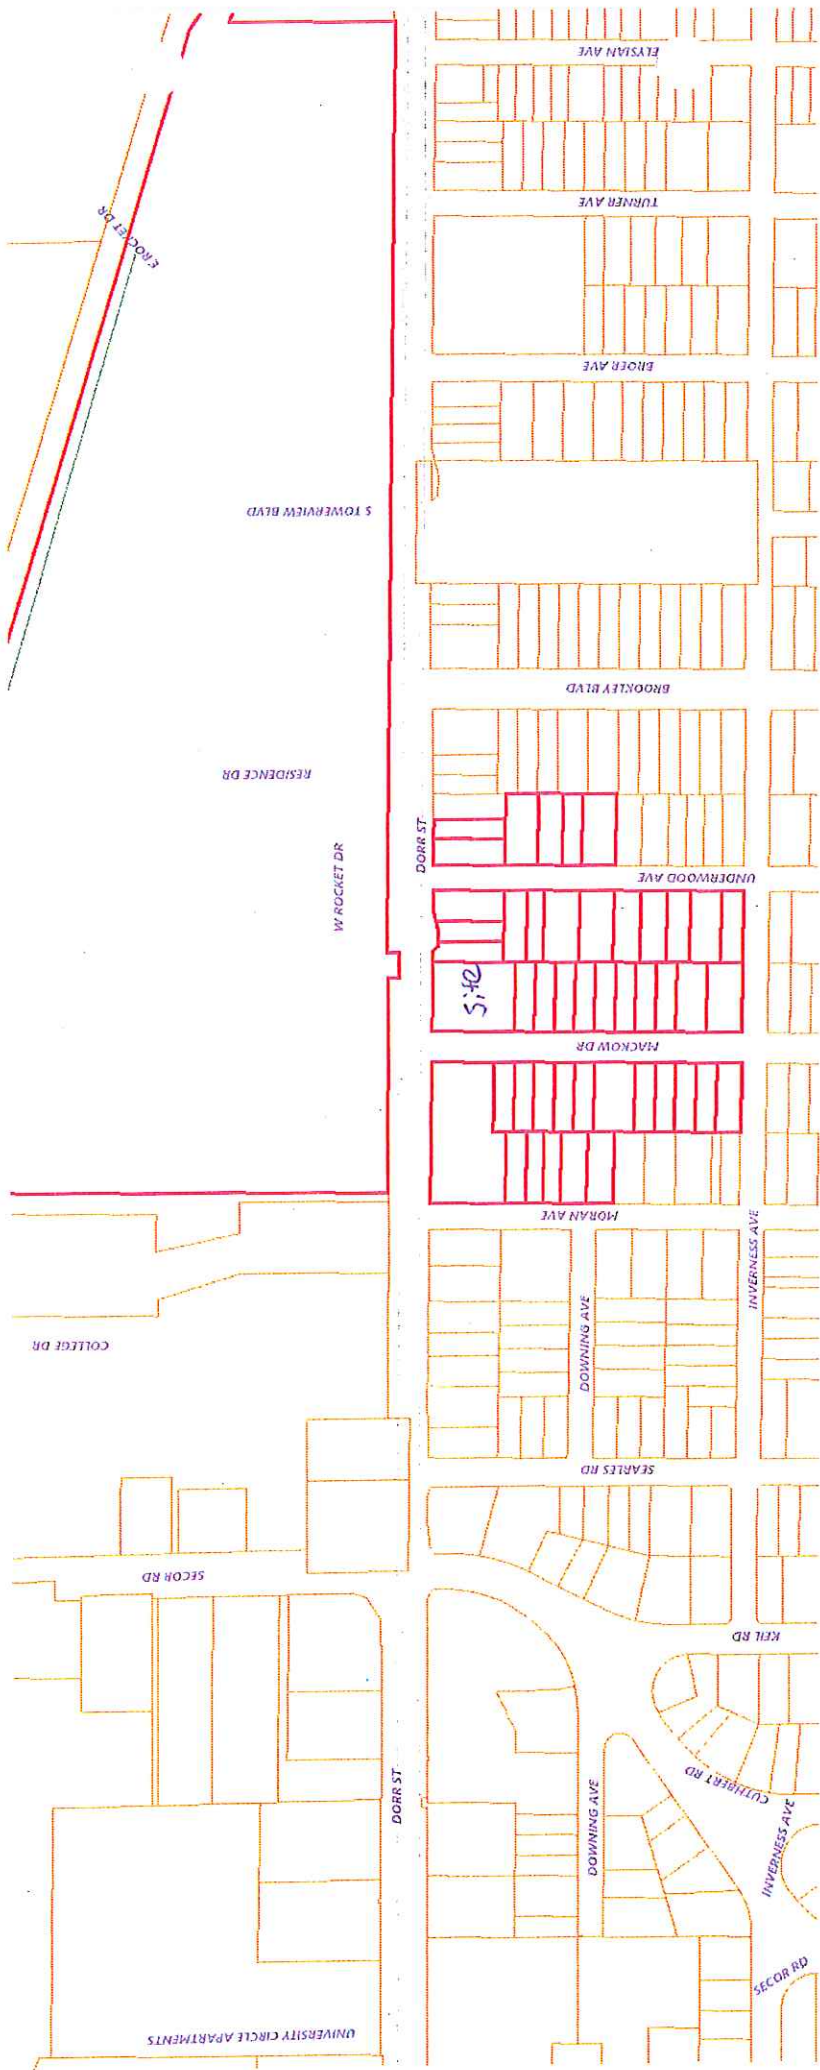 ELYSIAN AVE
TURNER AVE
E ROCKET DR
BROER AVE
S TOWERVIEW BLVD
BROOKLEY BLVD
RESIDENCE DR
W ROCKET DR
DORR ST
UNDERWOOD AVE
Site
MACKOW DR
MORAN AVE
INVERNESS AVE
DOWNING AVE
COLLEGE DR
SEARLES RD
SECOR RD
KEIL RD
DORR ST
DOWNING AVE
CUTHBERT RD
INVERNESS AVE
SECOR RD
UNIVERSITY CIRCLE APARTMENTS